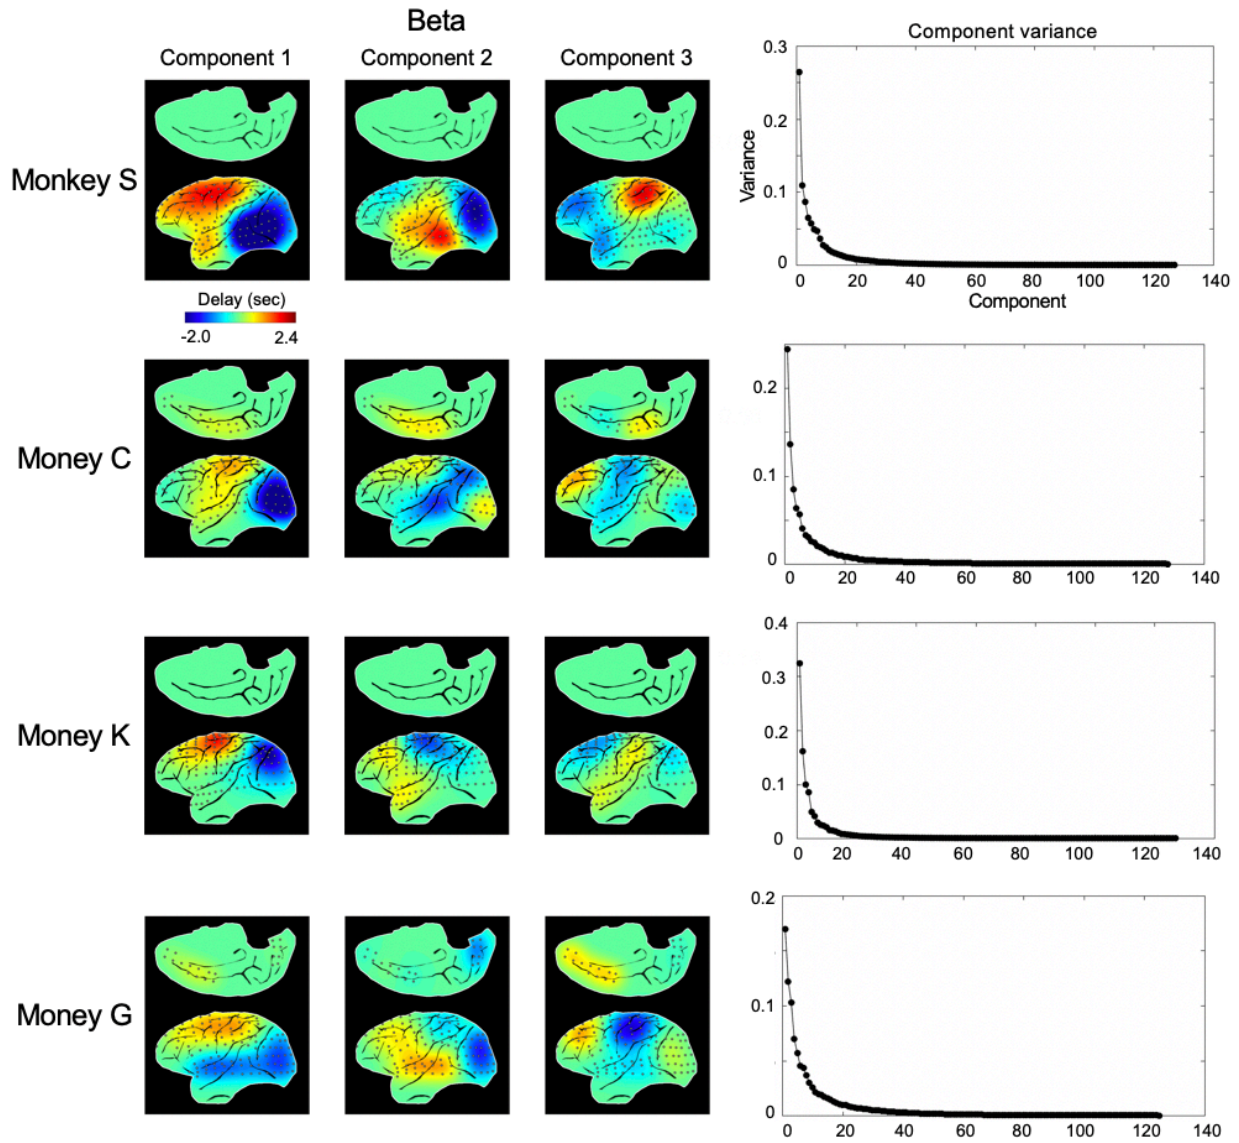 Beta
Component 1 Component 2 Component 3
Component variance
Monkey S
Variance
0.3
0.2
0.1
0
0 20 40 60 80 100 120 140
Component
Delay (sec)
-2.0 2.4
Money C
0.2
0.1
0
0 20 40 60 80 100 120 140
Money K
0.4
0.3
0.2
0.1
0
0 20 40 60 80 100 120 140
Money G
0.2
0.1
0
0 20 40 60 80 100 120 140